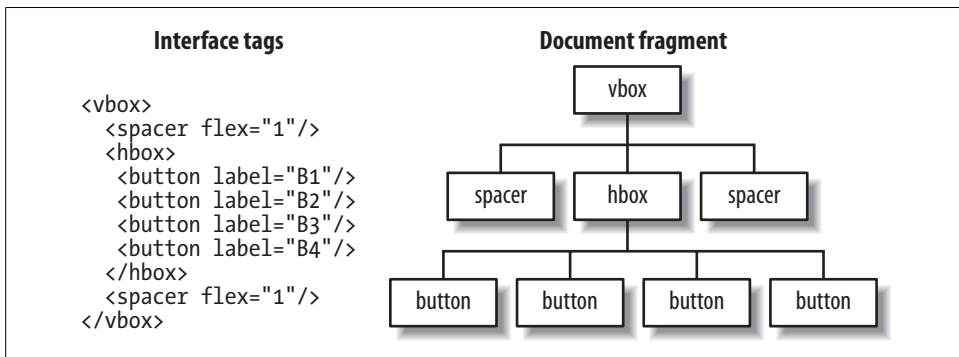 Interface tags
<vbox>
  <spacer flex="1"/>
  <hbox>
   <button label="B1"/>
   <button label="B2"/>
   <button label="B3"/>
   <button label="B4"/>
  </hbox>
  <spacer flex="1"/>
</vbox>
Document fragment
vbox
spacer hbox spacer
button button button button